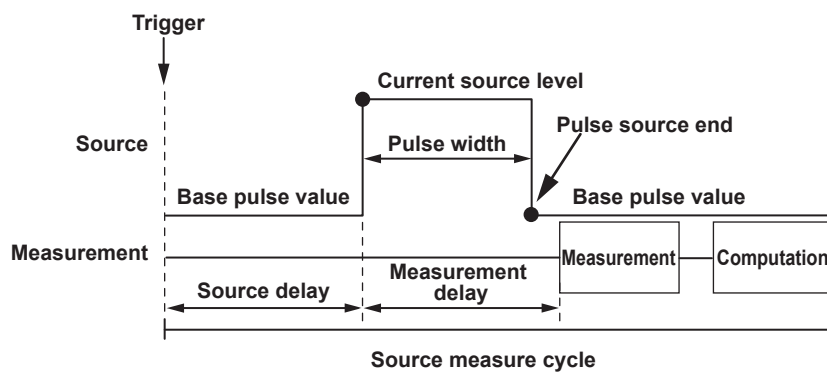 Trigger
Current source level
Source
Pulse source end
Pulse width
Base pulse value
Base pulse value
Measurement
Measurement
Computation
Source delay
Measurement
delay
Source measure cycle